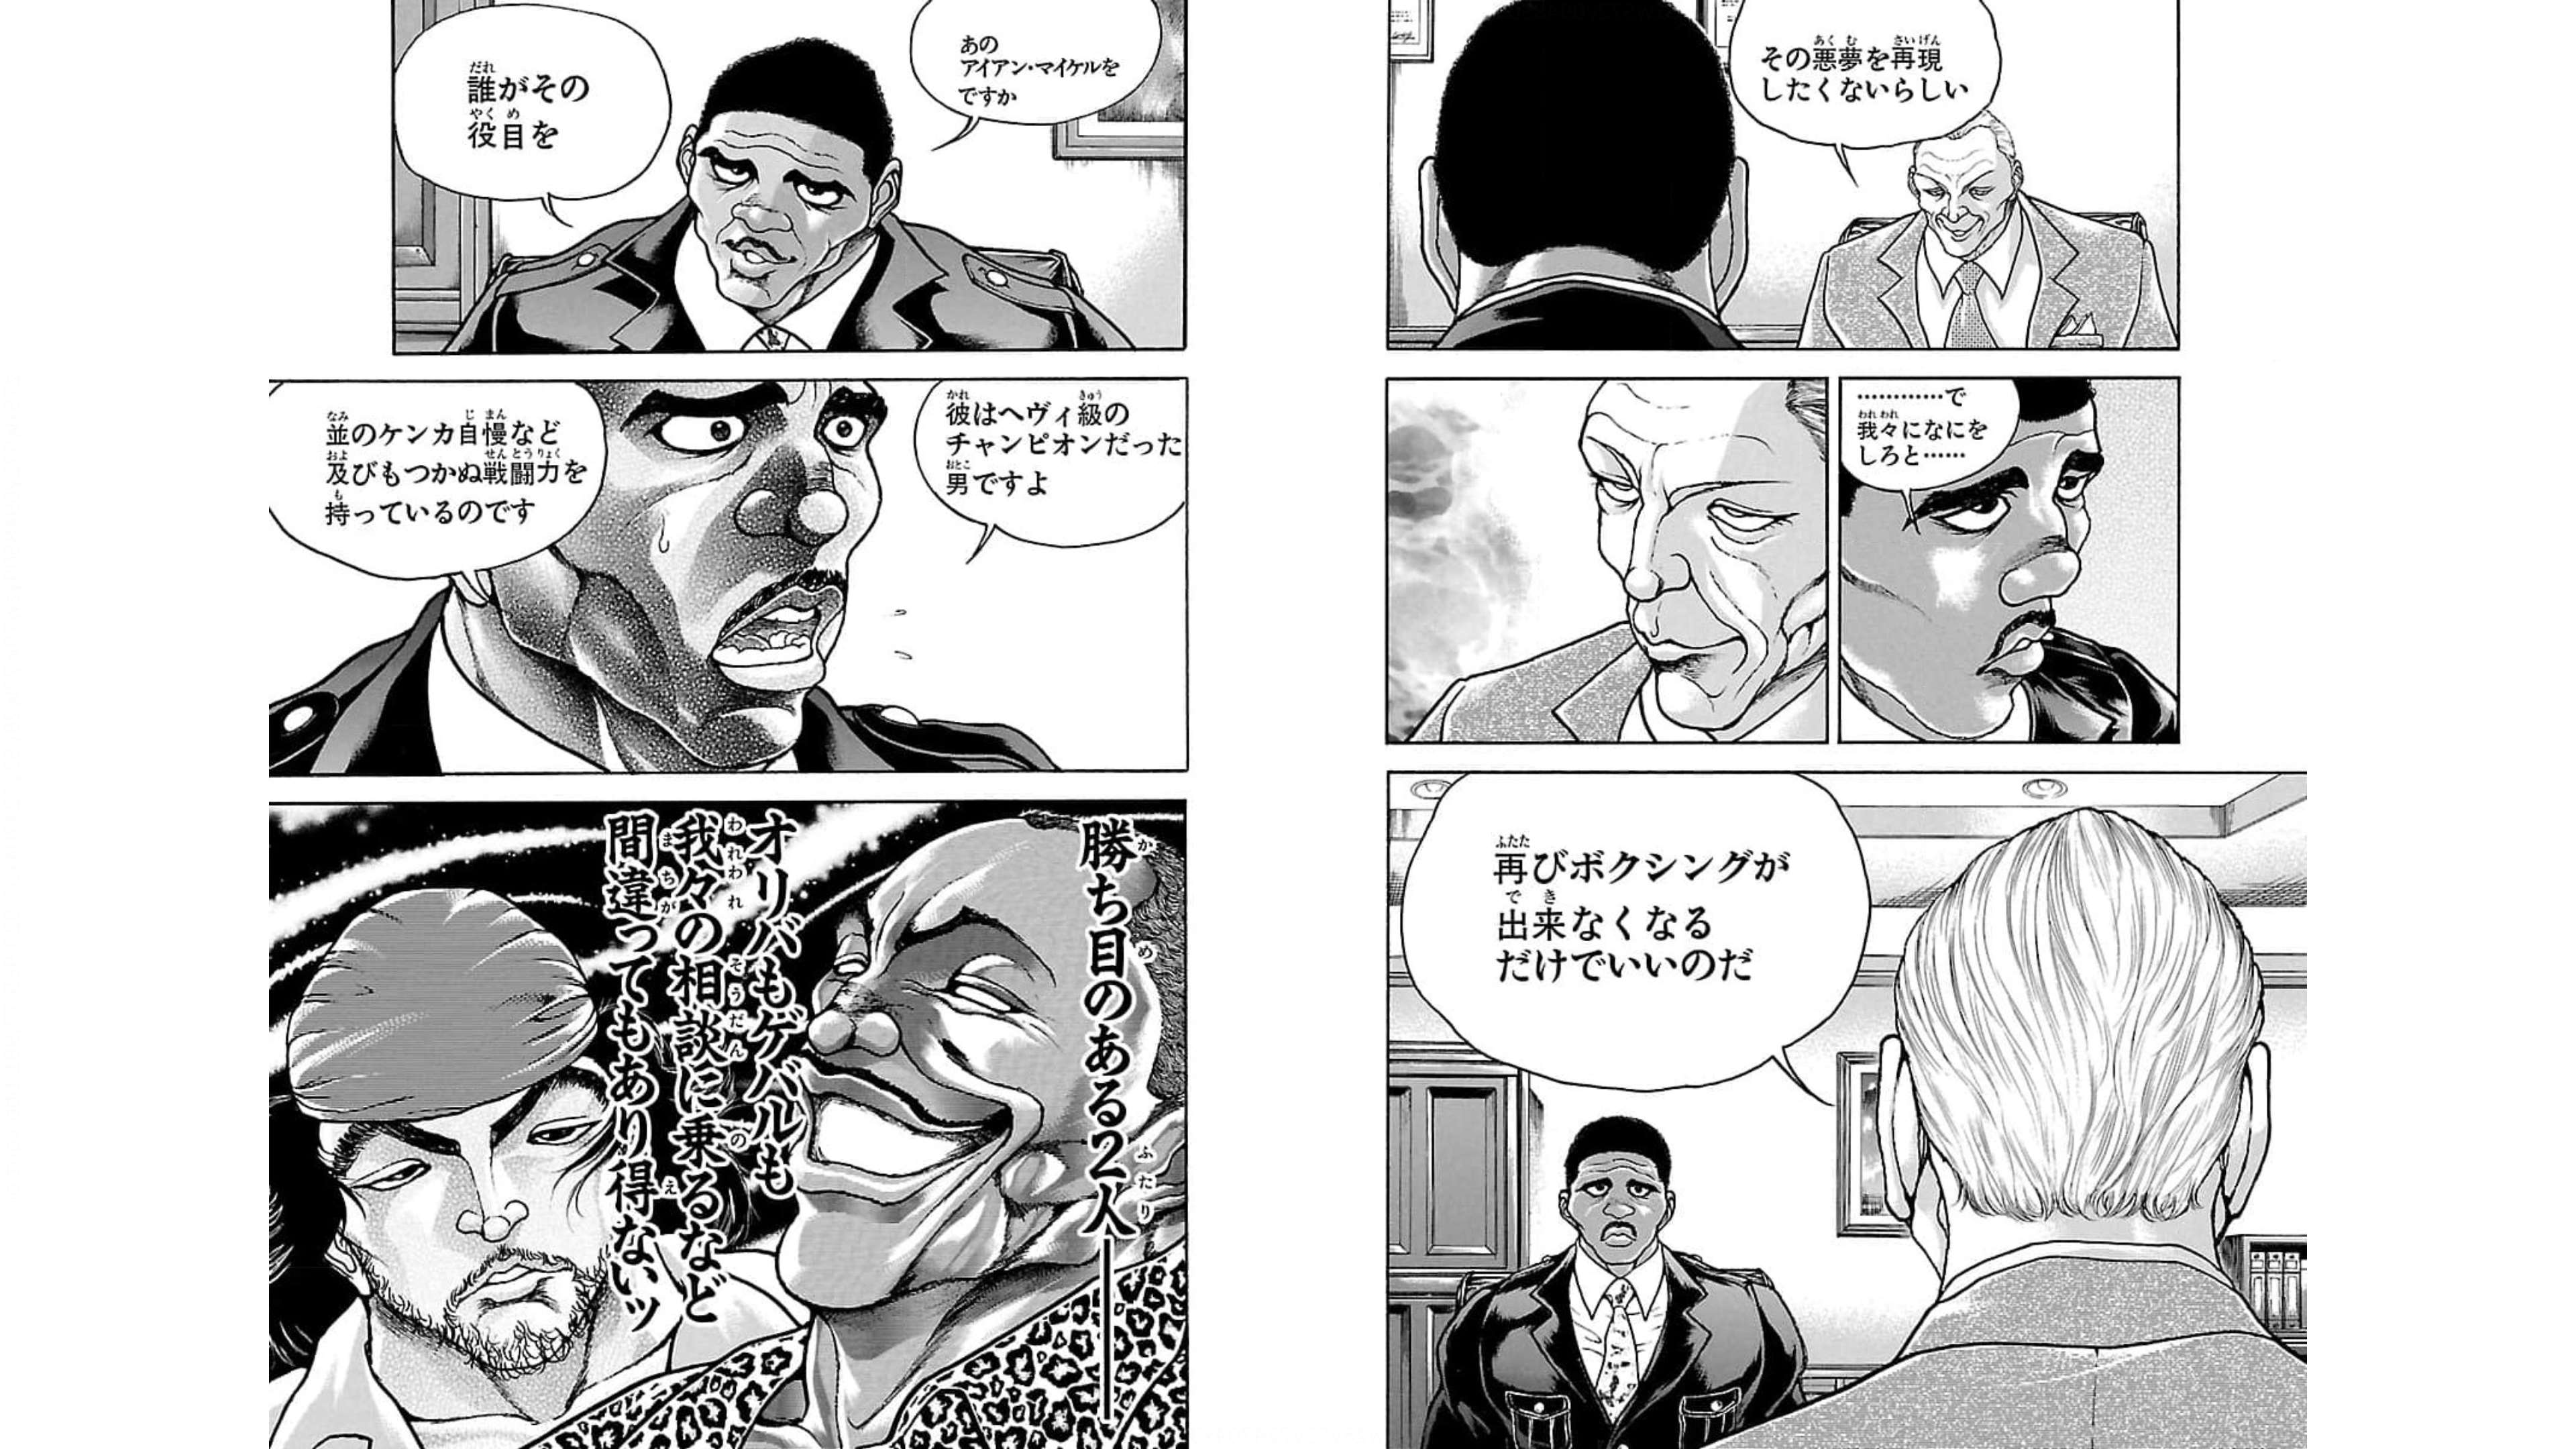 その悪夢を再現
したくないらしい
…………で
我々になにを
しろと……
再びボクシングが
出来なくなる
だけでいいのだ
あの
アイアン・マイケルを
ですか
誰がその
役目を
彼はヘヴィ級の
チャンピオンだった
男ですよ
並のケンカ自慢など
及びもつかぬ戦闘力を
持っているのです
勝ち目のある2人――
オリバもゲバルも
我々の相談に乗るなど
間違ってもあり得ないッ